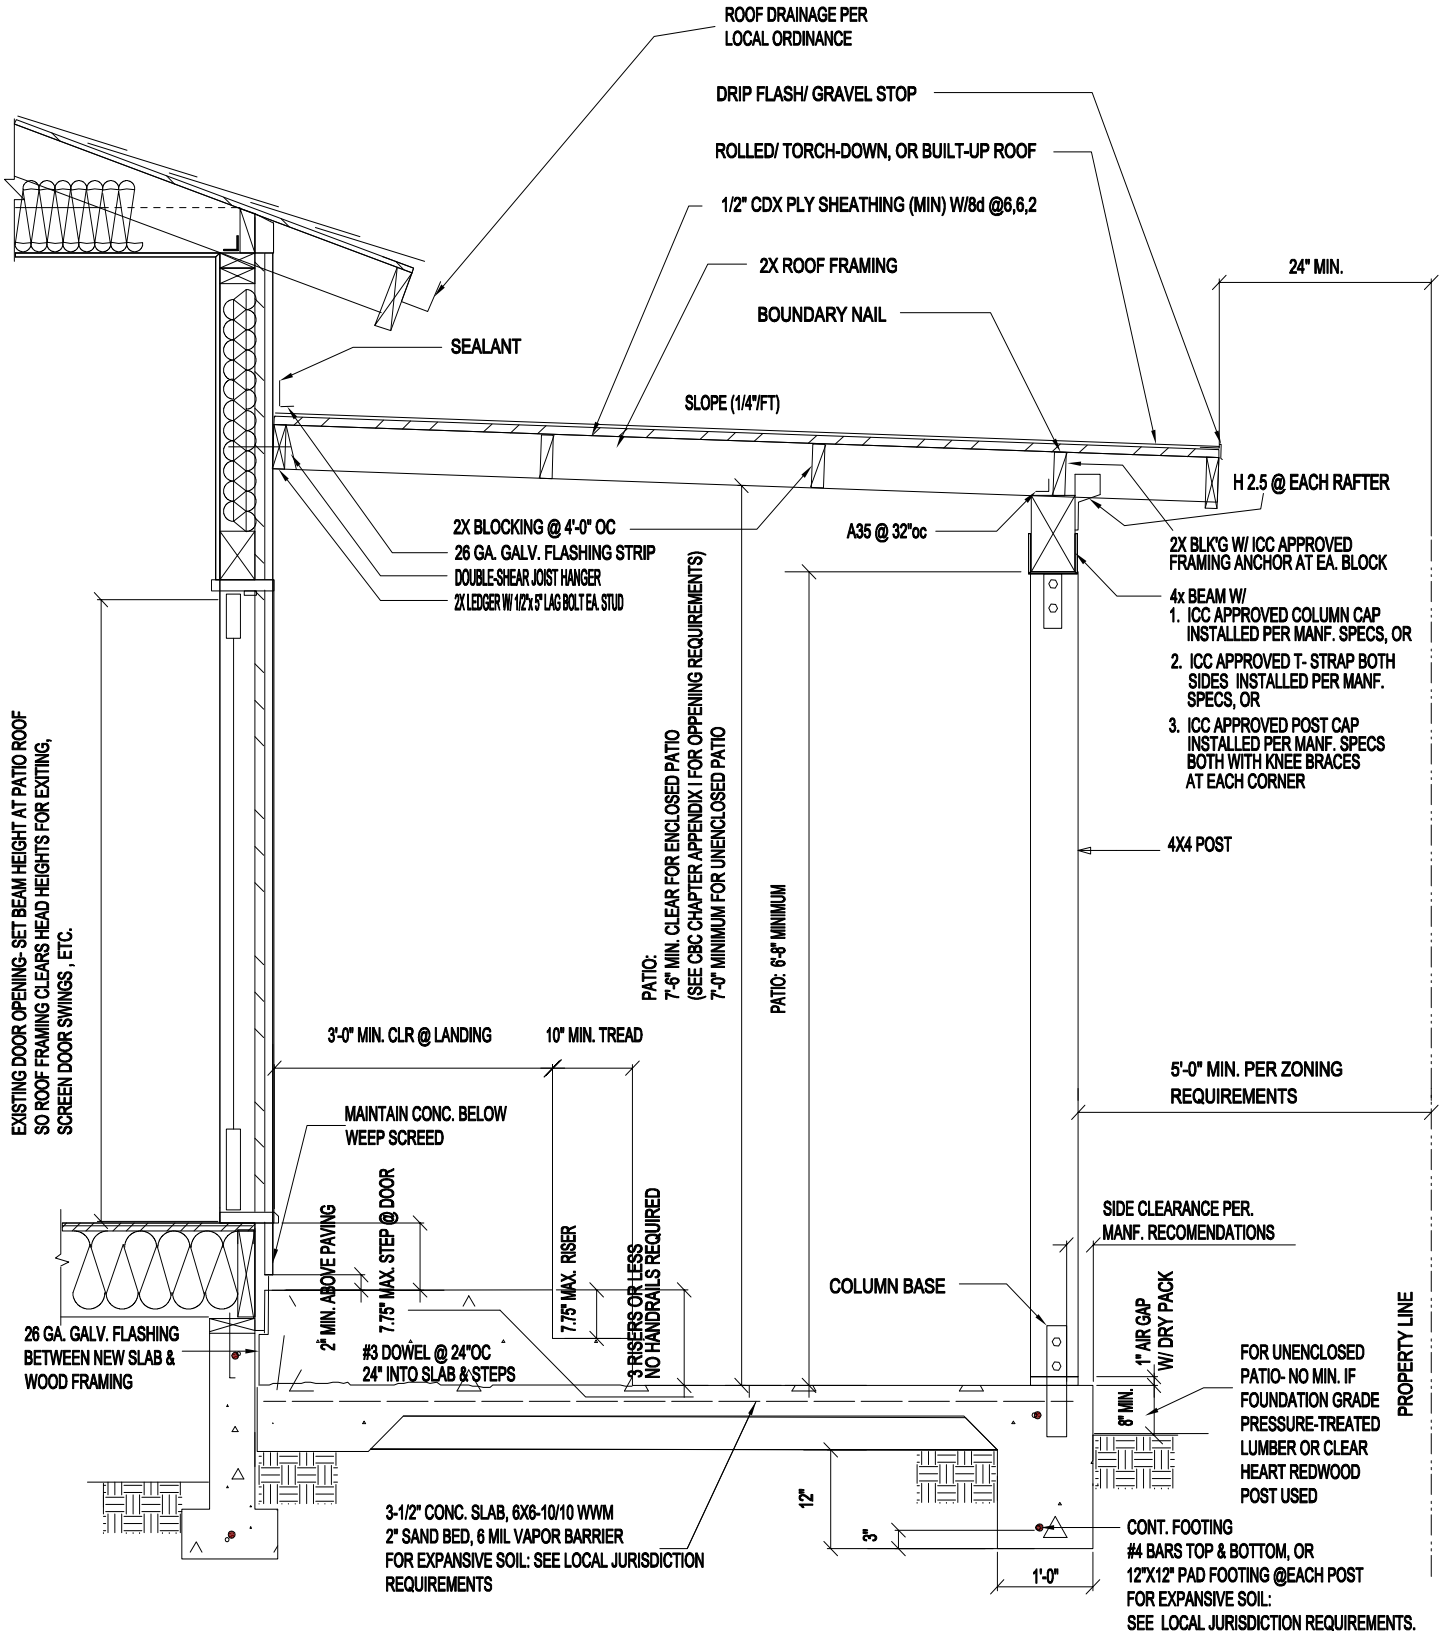 ROOF DRAINAGE PER
LOCAL ORDINANCE
DRIP FLASH/ GRAVEL STOP
ROLLED/ TORCH-DOWN, OR BUILT-UP ROOF
1/2" CDX PLY SHEATHING (MIN) W/8d @6,6,2
2X ROOF FRAMING
24" MIN.
BOUNDARY NAIL
SEALANT
SLOPE (1/4"/FT)
H 2.5 @ EACH RAFTER
2X BLOCKING @ 4'-0" OC
26 GA. GALV. FLASHING STRIP
DOUBLE-SHEAR JOIST HANGER
2X LEDGER W/ 1/2"x 5" LAG BOLT EA. STUD
A35 @ 32"oc
2X BLK'G W/ ICC APPROVED
FRAMING ANCHOR AT EA. BLOCK
4x BEAM W/
1. ICC APPROVED COLUMN CAP
INSTALLED PER MANF. SPECS, OR
2. ICC APPROVED T- STRAP BOTH
SIDES INSTALLED PER MANF.
SPECS, OR
3. ICC APPROVED POST CAP
INSTALLED PER MANF. SPECS
BOTH WITH KNEE BRACES
AT EACH CORNER
4X4 POST
EXISTING DOOR OPENING- SET BEAM HEIGHT AT PATIO ROOF
SO ROOF FRAMING CLEARS HEAD HEIGHTS FOR EXITING,
SCREEN DOOR SWINGS , ETC.
PATIO:
7'-6" MIN. CLEAR FOR ENCLOSED PATIO
(SEE CBC CHAPTER APPENDIX I FOR OPPENING REQUIREMENTS)
7'-0" MINIMUM FOR UNENCLOSED PATIO
PATIO: 6'-8" MINIMUM
3'-0" MIN. CLR @ LANDING
10" MIN. TREAD
5'-0" MIN. PER ZONING
REQUIREMENTS
MAINTAIN CONC. BELOW
WEEP SCREED
2" MIN. ABOVE PAVING
7.75" MAX. STEP @ DOOR
7.75" MAX. RISER
3 RISERS OR LESS
NO HANDRAILS REQUIRED
SIDE CLEARANCE PER.
MANF. RECOMENDATIONS
COLUMN BASE
1" AIR GAP
W/ DRY PACK
8" MIN.
PROPERTY LINE
26 GA. GALV. FLASHING
BETWEEN NEW SLAB &
WOOD FRAMING
#3 DOWEL @ 24"OC
24" INTO SLAB & STEPS
FOR UNENCLOSED
PATIO- NO MIN. IF
FOUNDATION GRADE
PRESSURE-TREATED
LUMBER OR CLEAR
HEART REDWOOD
POST USED
3-1/2" CONC. SLAB, 6X6-10/10 WWM
2" SAND BED, 6 MIL VAPOR BARRIER
FOR EXPANSIVE SOIL: SEE LOCAL JURISDICTION
REQUIREMENTS
12"
3"
1'-0"
CONT. FOOTING
#4 BARS TOP & BOTTOM, OR
12"X12" PAD FOOTING @EACH POST
FOR EXPANSIVE SOIL:
SEE LOCAL JURISDICTION REQUIREMENTS.